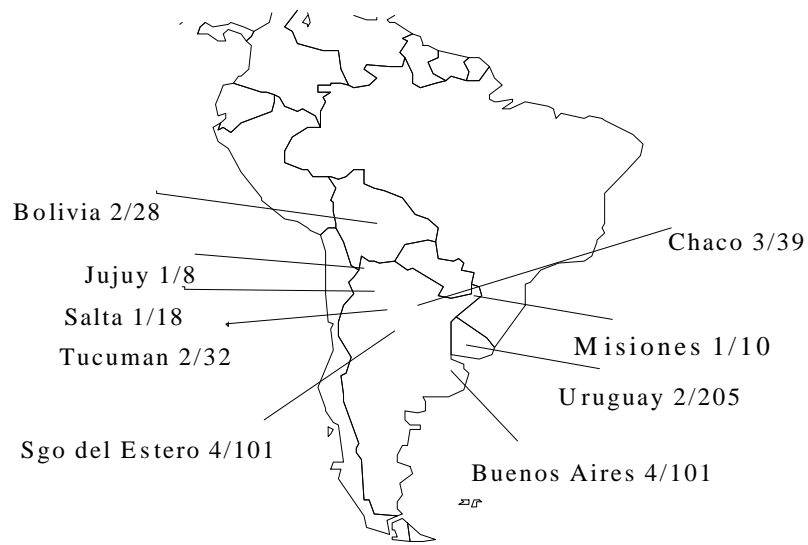 Bolivia 2/28
Chaco 3/39
Jujuy 1/8
Salta 1/18
Misiones 1/10
Tucuman 2/32
Uruguay 2/205
Sgo del Estero 4/101
Buenos Aires 4/101